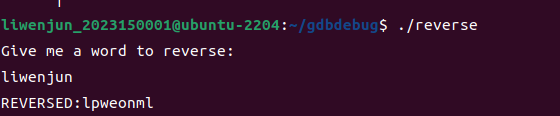 liwenjun_2023150001@ubuntu-2204:~/gdbdebug$ ./reverse
Give me a word to reverse:
liwenjun
REVERSED:lpweonml